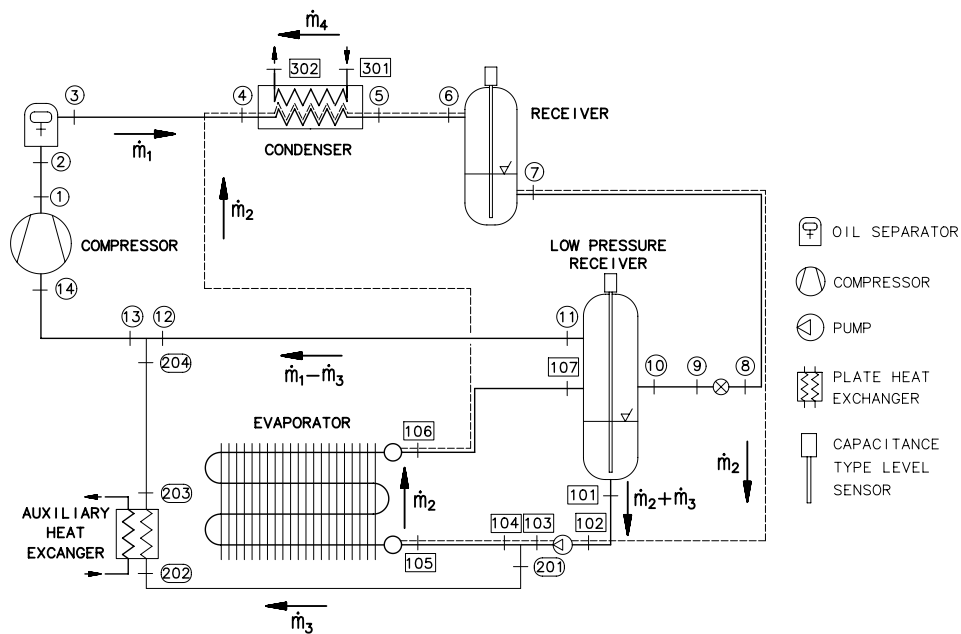 ṁ4
302
301
3
4
5
6
RECEIVER
ṁ1
CONDENSER
2
7
1
ṁ2
COMPRESSOR
LOW PRESSURE
RECEIVER
OIL SEPARATOR
14
COMPRESSOR
13
12
11
PUMP
204
ṁ1–ṁ3
107
10
9
8
PLATE HEAT
EXCHANGER
EVAPORATOR
106
CAPACITANCE
TYPE LEVEL
SENSOR
ṁ2
203
101
ṁ2+ṁ3
AUXILIARY
HEAT
EXCANGER
ṁ2
104
103
102
105
202
201
ṁ3